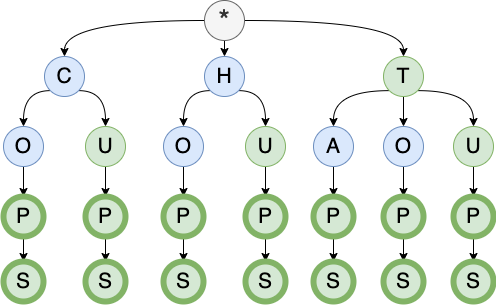 *
C H T
O U O U A O U
P P P P P P P
S S S S S S S